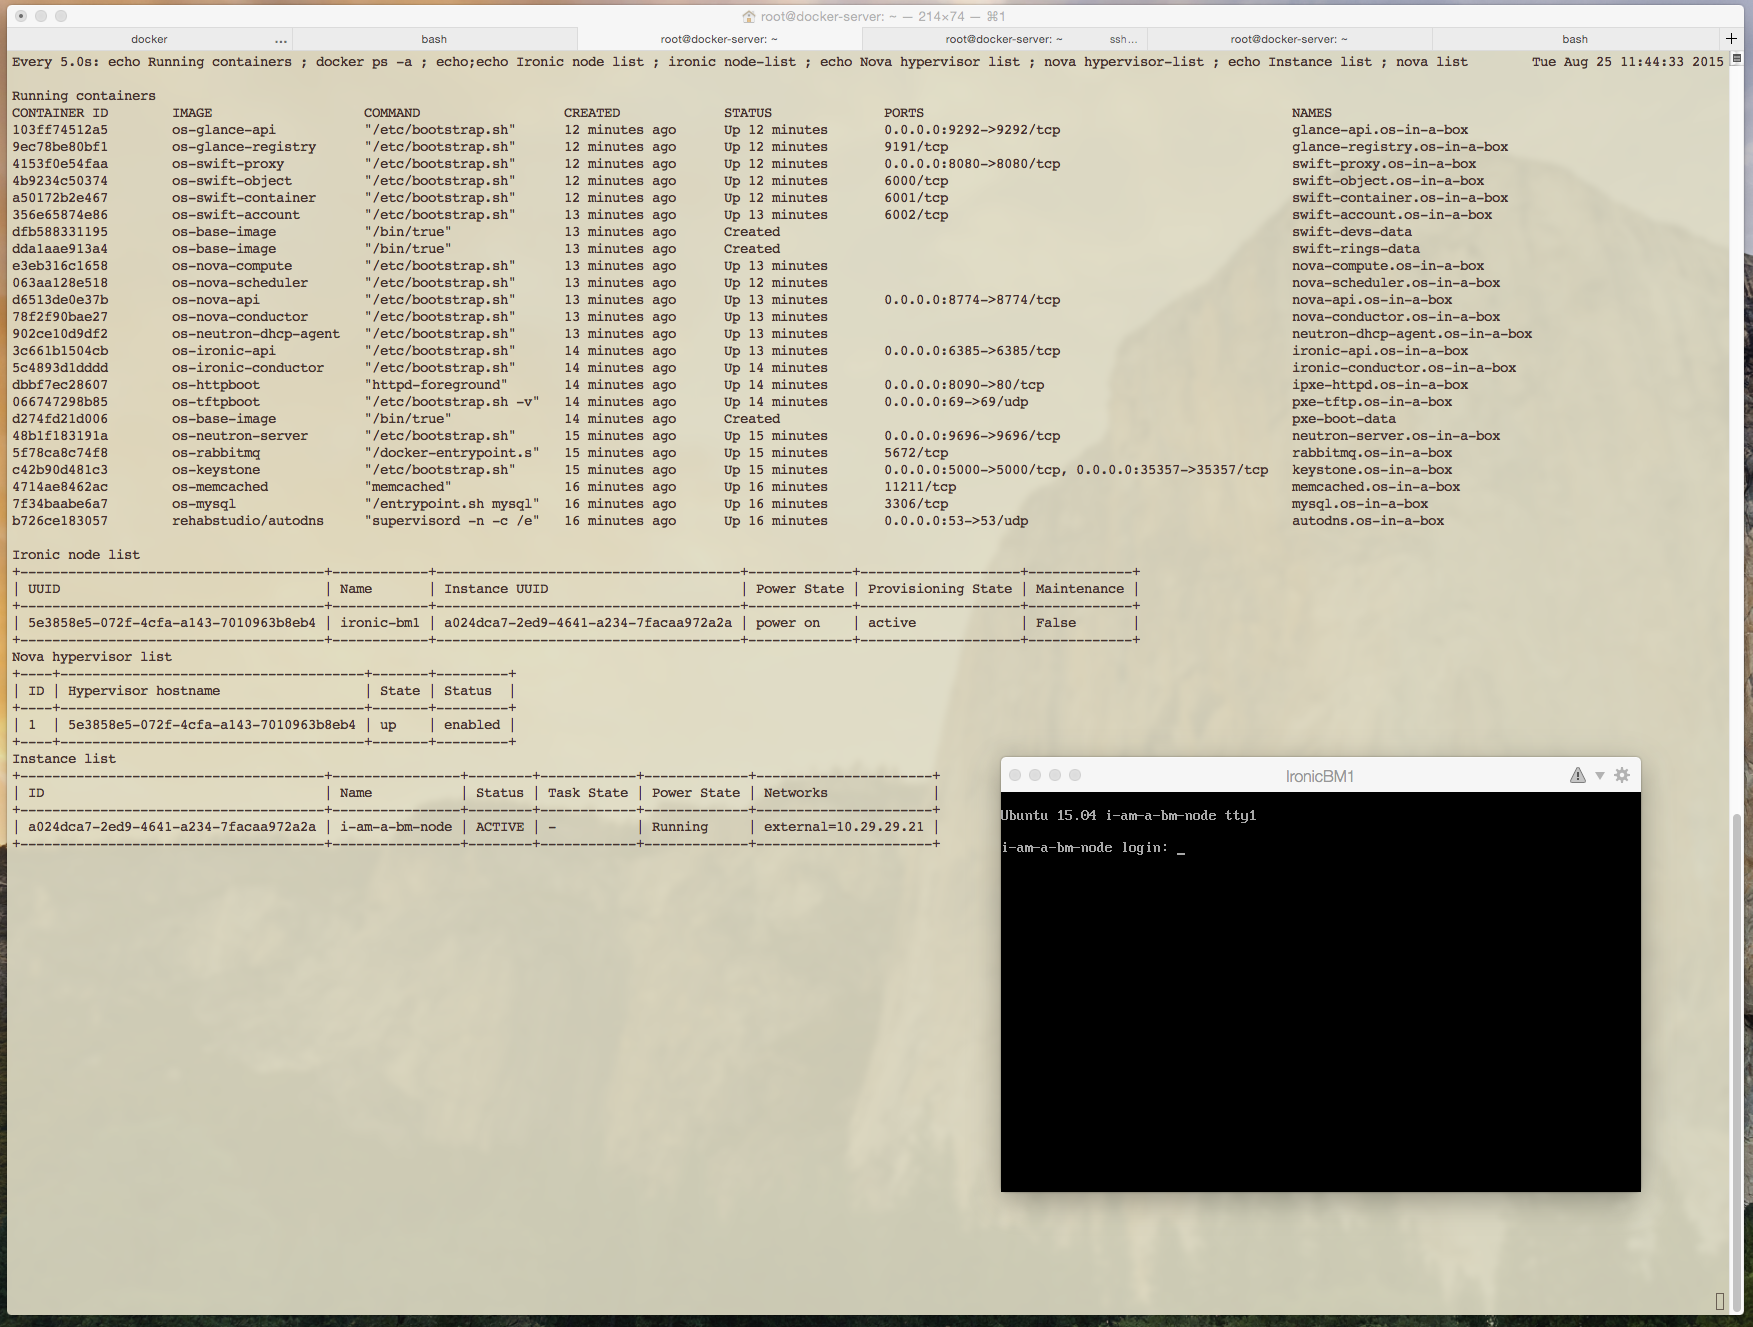 root@docker-server: ~ — 214×74 — ⌘1
docker ... bash root@docker-server: ~ root@docker-server: ~ ssh... root@docker-server: ~ bash +
Every 5.0s: echo Running containers ; docker ps -a ; echo;echo Ironic node list ; ironic node-list ; echo Nova hypervisor list ; nova hypervisor-list ; echo Instance list ; nova list Tue Aug 25 11:44:33 2015
Running containers
CONTAINER ID IMAGE COMMAND CREATED STATUS PORTS NAMES
103ff74512a5 os-glance-api "/etc/bootstrap.sh" 12 minutes ago Up 12 minutes 0.0.0.0:9292->9292/tcp glance-api.os-in-a-box
9ec78be80bf1 os-glance-registry "/etc/bootstrap.sh" 12 minutes ago Up 12 minutes 9191/tcp glance-registry.os-in-a-box
4153f0e54faa os-swift-proxy "/etc/bootstrap.sh" 12 minutes ago Up 12 minutes 0.0.0.0:8080->8080/tcp swift-proxy.os-in-a-box
4b9234c50374 os-swift-object "/etc/bootstrap.sh" 12 minutes ago Up 12 minutes 6000/tcp swift-object.os-in-a-box
a50172b2e467 os-swift-container "/etc/bootstrap.sh" 12 minutes ago Up 12 minutes 6001/tcp swift-container.os-in-a-box
356e65874e86 os-swift-account "/etc/bootstrap.sh" 13 minutes ago Up 13 minutes 6002/tcp swift-account.os-in-a-box
dfb588331195 os-base-image "/bin/true" 13 minutes ago Created swift-devs-data
dda1aae913a4 os-base-image "/bin/true" 13 minutes ago Created swift-rings-data
e3eb316c1658 os-nova-compute "/etc/bootstrap.sh" 13 minutes ago Up 13 minutes nova-compute.os-in-a-box
063aa128e518 os-nova-scheduler "/etc/bootstrap.sh" 13 minutes ago Up 12 minutes nova-scheduler.os-in-a-box
d6513de0e37b os-nova-api "/etc/bootstrap.sh" 13 minutes ago Up 13 minutes 0.0.0.0:8774->8774/tcp nova-api.os-in-a-box
78f2f90bae27 os-nova-conductor "/etc/bootstrap.sh" 13 minutes ago Up 13 minutes nova-conductor.os-in-a-box
902ce10d9df2 os-neutron-dhcp-agent "/etc/bootstrap.sh" 13 minutes ago Up 13 minutes neutron-dhcp-agent.os-in-a-box
3c661b1504cb os-ironic-api "/etc/bootstrap.sh" 14 minutes ago Up 13 minutes 0.0.0.0:6385->6385/tcp ironic-api.os-in-a-box
5c4893d1dddd os-ironic-conductor "/etc/bootstrap.sh" 14 minutes ago Up 14 minutes ironic-conductor.os-in-a-box
dbbf7ec28607 os-httpboot "httpd-foreground" 14 minutes ago Up 14 minutes 0.0.0.0:8090->80/tcp ipxe-httpd.os-in-a-box
066747298b85 os-tftpboot "/etc/bootstrap.sh -v" 14 minutes ago Up 14 minutes 0.0.0.0:69->69/udp pxe-tftp.os-in-a-box
d274fd21d006 os-base-image "/bin/true" 14 minutes ago Created pxe-boot-data
48b1f183191a os-neutron-server "/etc/bootstrap.sh" 15 minutes ago Up 15 minutes 0.0.0.0:9696->9696/tcp neutron-server.os-in-a-box
5f78ca8c74f8 os-rabbitmq "/docker-entrypoint.s" 15 minutes ago Up 15 minutes 5672/tcp rabbitmq.os-in-a-box
c42b90d481c3 os-keystone "/etc/bootstrap.sh" 15 minutes ago Up 15 minutes 0.0.0.0:5000->5000/tcp, 0.0.0.0:35357->35357/tcp keystone.os-in-a-box
4714ae8462ac os-memcached "memcached" 16 minutes ago Up 16 minutes 11211/tcp memcached.os-in-a-box
7f34baabe6a7 os-mysql "/entrypoint.sh mysql" 16 minutes ago Up 16 minutes 3306/tcp mysql.os-in-a-box
b726ce183057 rehabstudio/autodns "supervisord -n -c /e" 16 minutes ago Up 16 minutes 0.0.0.0:53->53/udp autodns.os-in-a-box
Ironic node list
| UUID | Name | Instance UUID | Power State | Provisioning State | Maintenance |
| 5e3858e5-072f-4cfa-a143-7010963b8eb4 | ironic-bm1 | a024dca7-2ed9-4641-a234-7facaa972a2a | power on | active | False |
Nova hypervisor list
| ID | Hypervisor hostname | State | Status |
| 1 | 5e3858e5-072f-4cfa-a143-7010963b8eb4 | up | enabled |
Instance list
| ID | Name | Status | Task State | Power State | Networks |
| a024dca7-2ed9-4641-a234-7facaa972a2a | i-am-a-bm-node | ACTIVE | - | Running | external=10.29.29.21 |
IronicBM1
Ubuntu 15.04 i-am-a-bm-node tty1
i-am-a-bm-node login: _